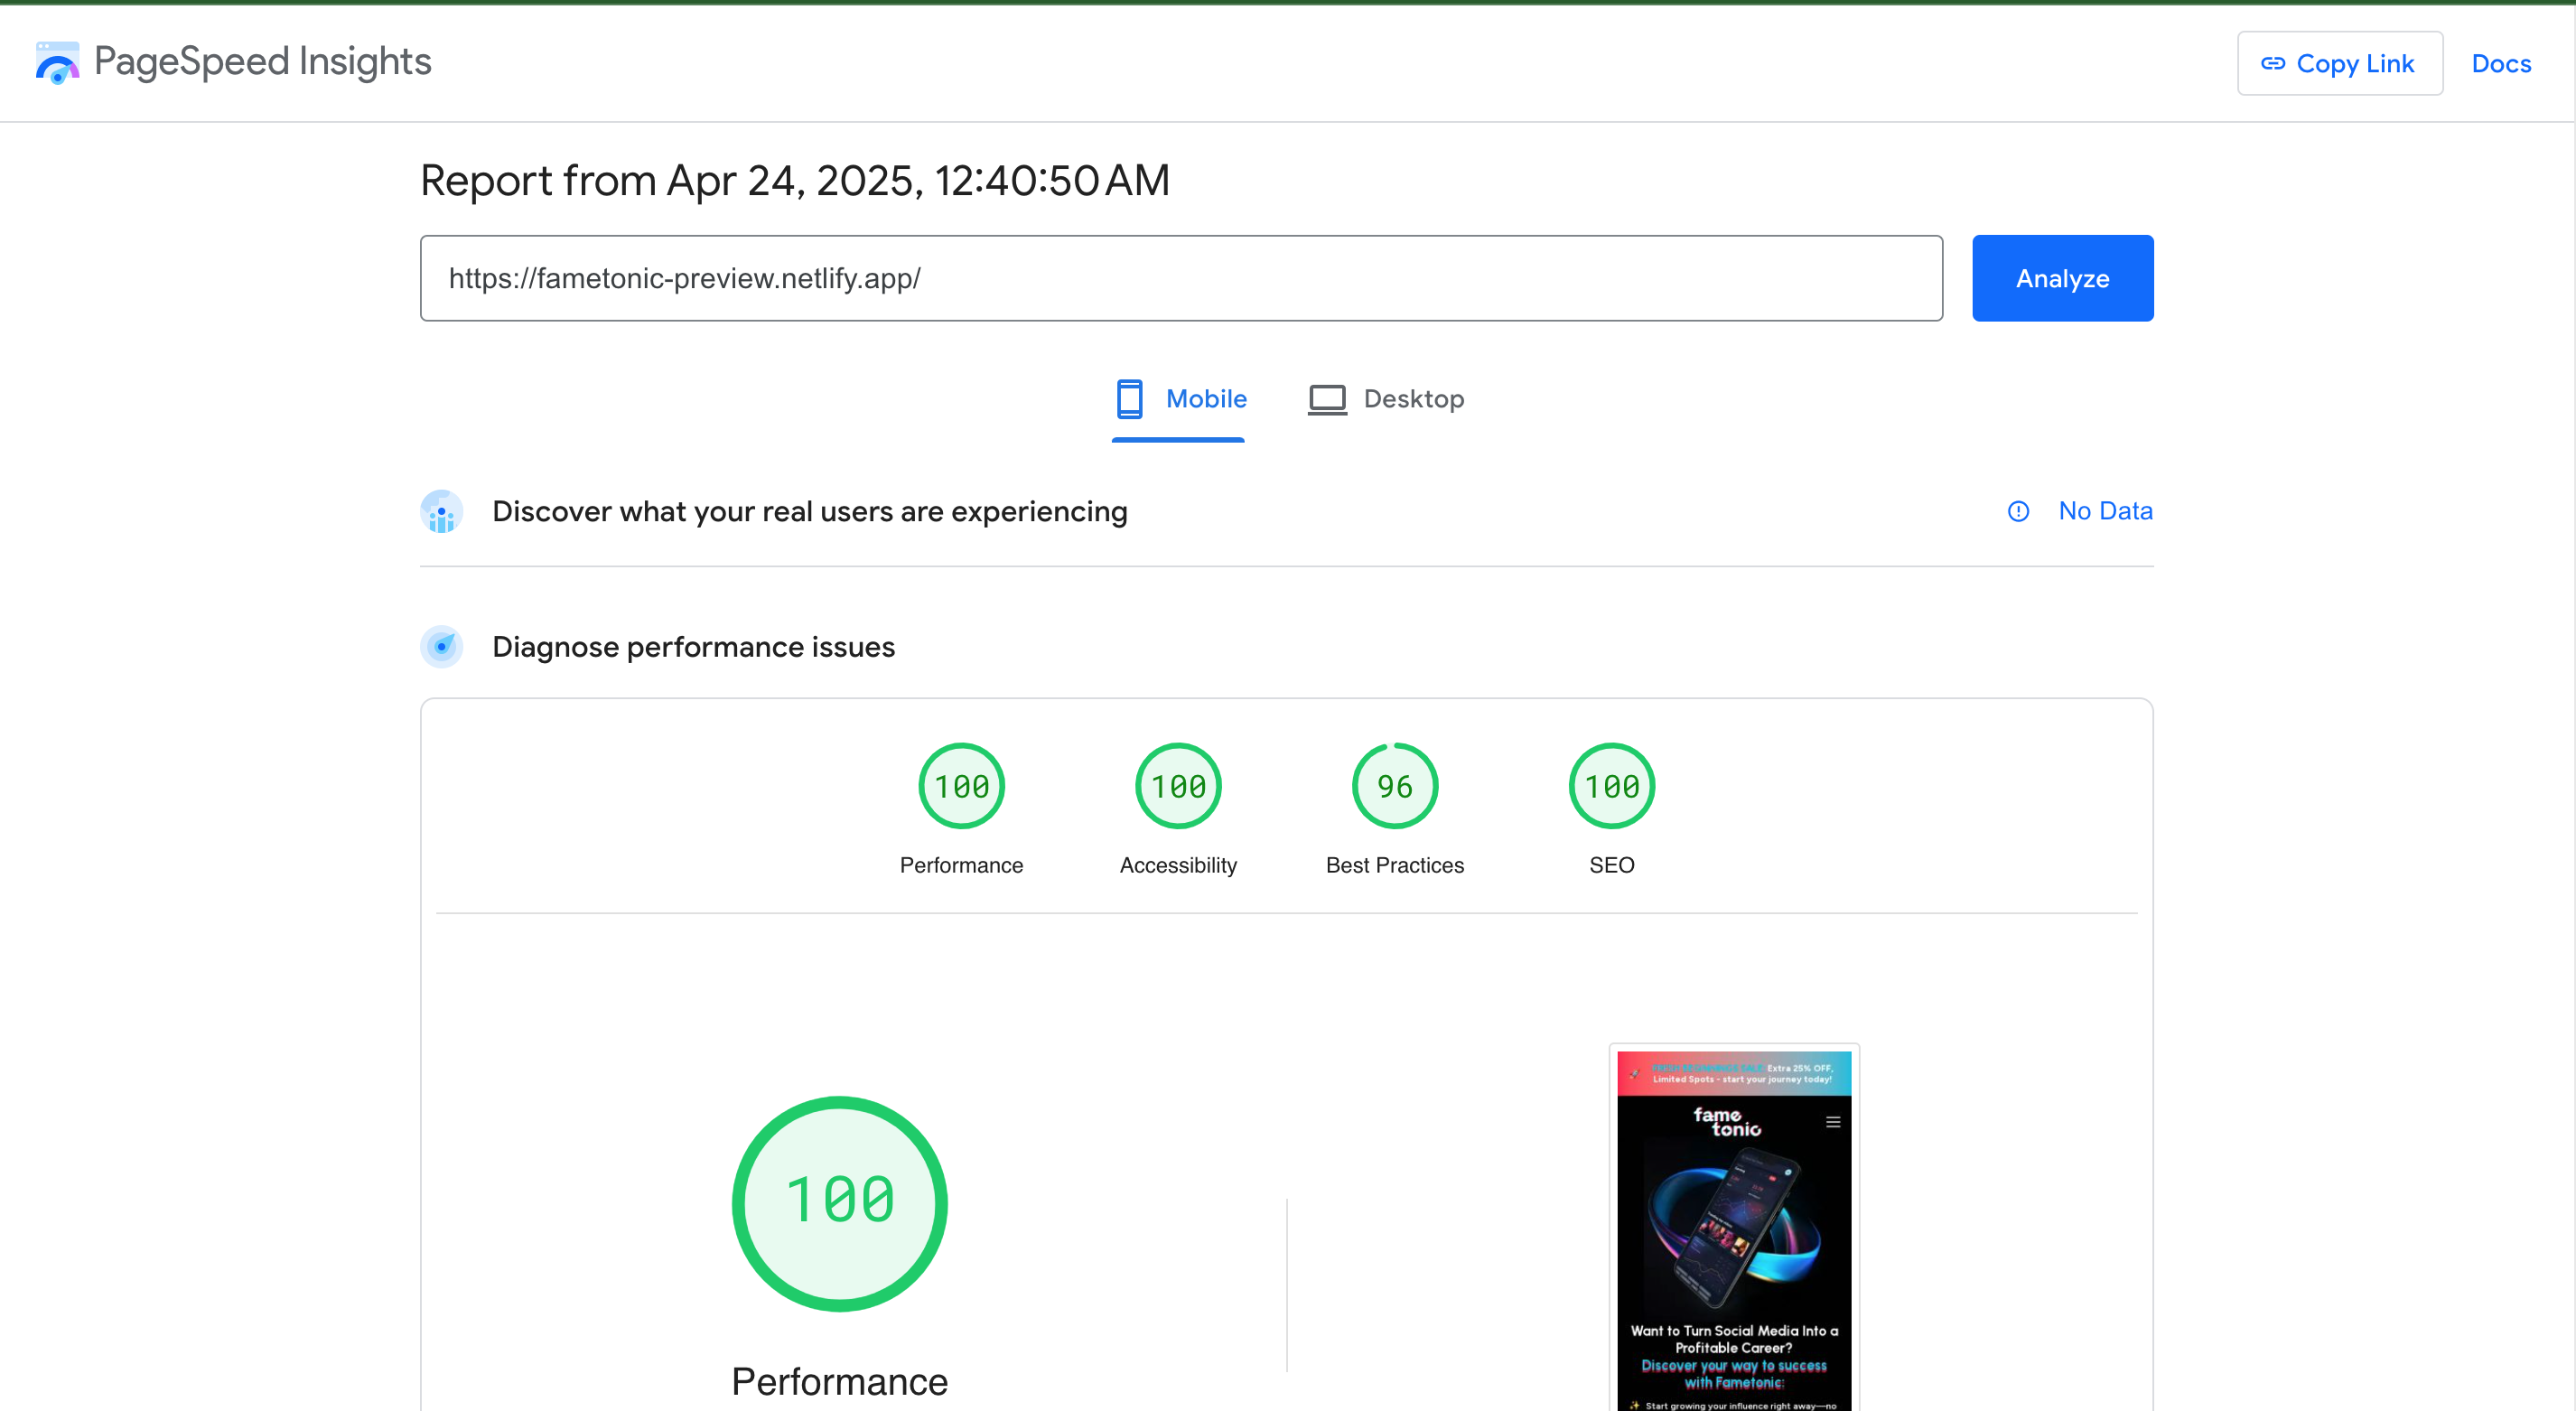 PageSpeed Insights
Copy Link
Docs
Report from Apr 24, 2025, 12:40:50 AM
https://fametonic-preview.netlify.app/
Analyze
Mobile
Desktop
Discover what your real users are experiencing
No Data
Diagnose performance issues
100
100
96
100
Performance
Accessibility
Best Practices
SEO
100
Performance
FRESH BEGINNINGS SALE: Extra 25% OFF,
Limited Spots - start your journey today!
fame
tonic
Want to Turn Social Media Into a
Profitable Career?
Discover your way to success
with Fametonic:
✨ Start growing your influence right away—no